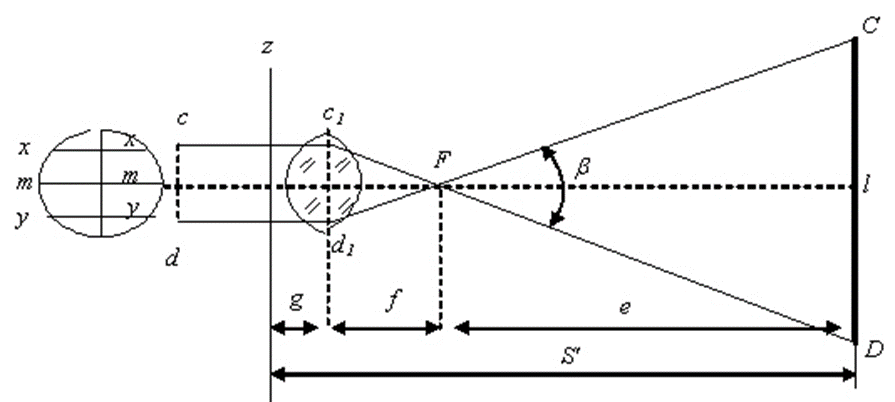 C
z
c c₁
x x F β
m m l
y y
d d₁
g f e
D
S'